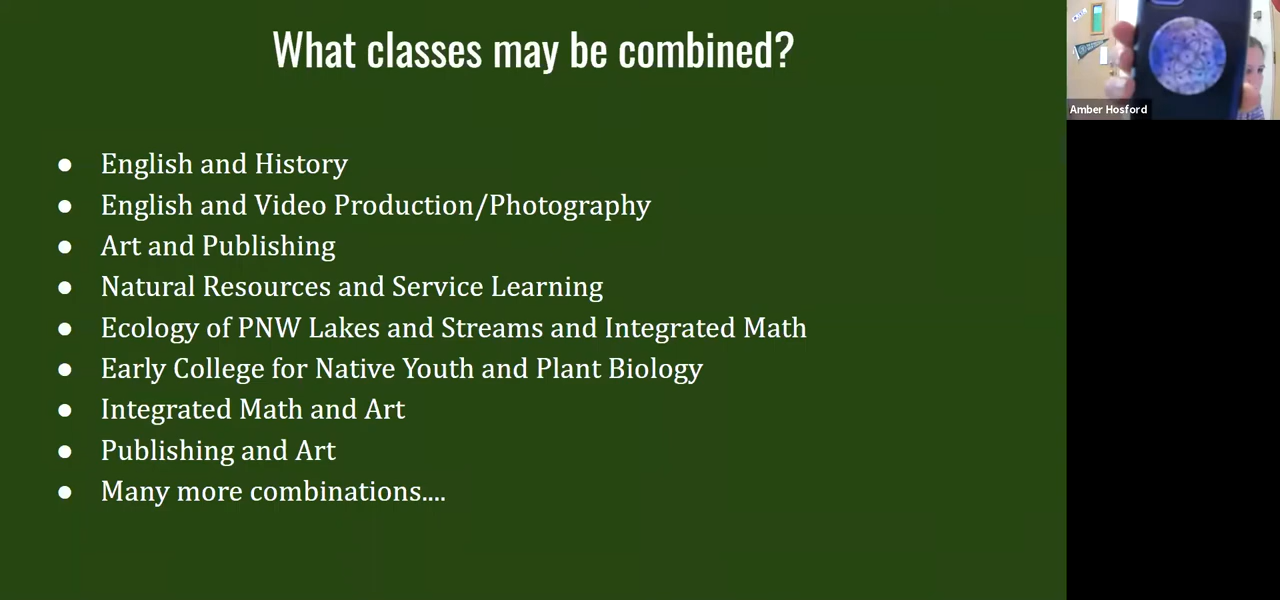 What classes may be combined?
● English and History
● English and Video Production/Photography
● Art and Publishing
● Natural Resources and Service Learning
● Ecology of PNW Lakes and Streams and Integrated Math
● Early College for Native Youth and Plant Biology
● Integrated Math and Art
● Publishing and Art
● Many more combinations....
Amber Hosford